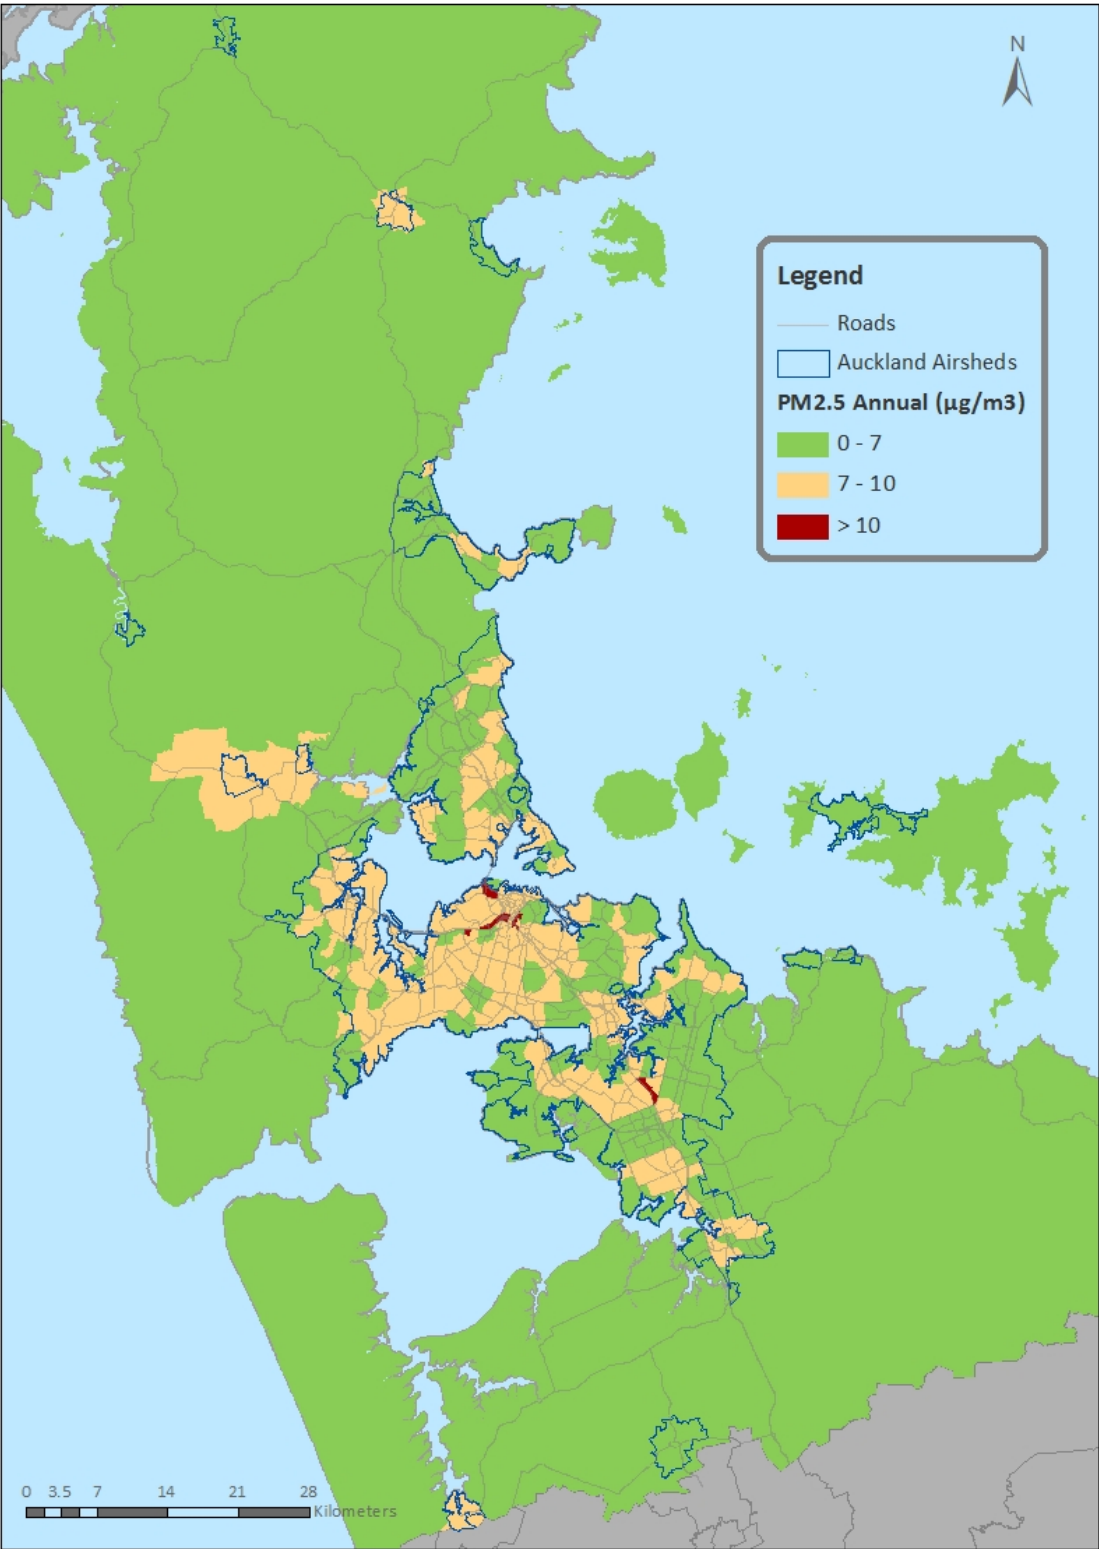 N
Legend
Roads
Auckland Airsheds
PM2.5 Annual (µg/m3)
0 - 7
7 - 10
> 10
0 3.5 7 14 21 28
Kilometers